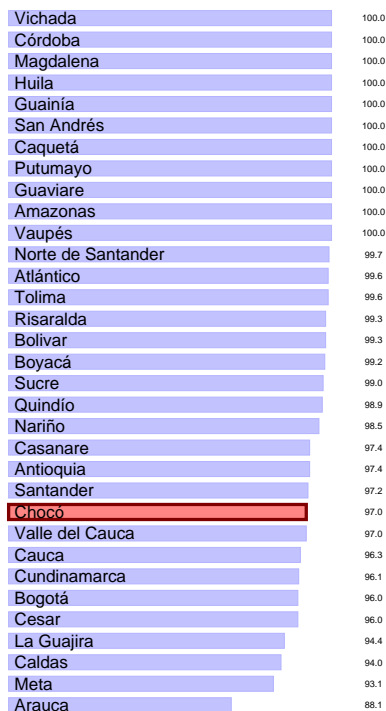 Vichada 100.0
Córdoba 100.0
Magdalena 100.0
Huila 100.0
Guainía 100.0
San Andrés 100.0
Caquetá 100.0
Putumayo 100.0
Guaviare 100.0
Amazonas 100.0
Vaupés 100.0
Norte de Santander 99.7
Atlántico 99.6
Tolima 99.6
Risaralda 99.3
Bolivar 99.3
Boyacá 99.2
Sucre 99.0
Quindío 98.9
Nariño 98.5
Casanare 97.4
Antioquia 97.4
Santander 97.2
Chocó 97.0
Valle del Cauca 97.0
Cauca 96.3
Cundinamarca 96.1
Bogotá 96.0
Cesar 96.0
La Guajira 94.4
Caldas 94.0
Meta 93.1
Arauca 88.1